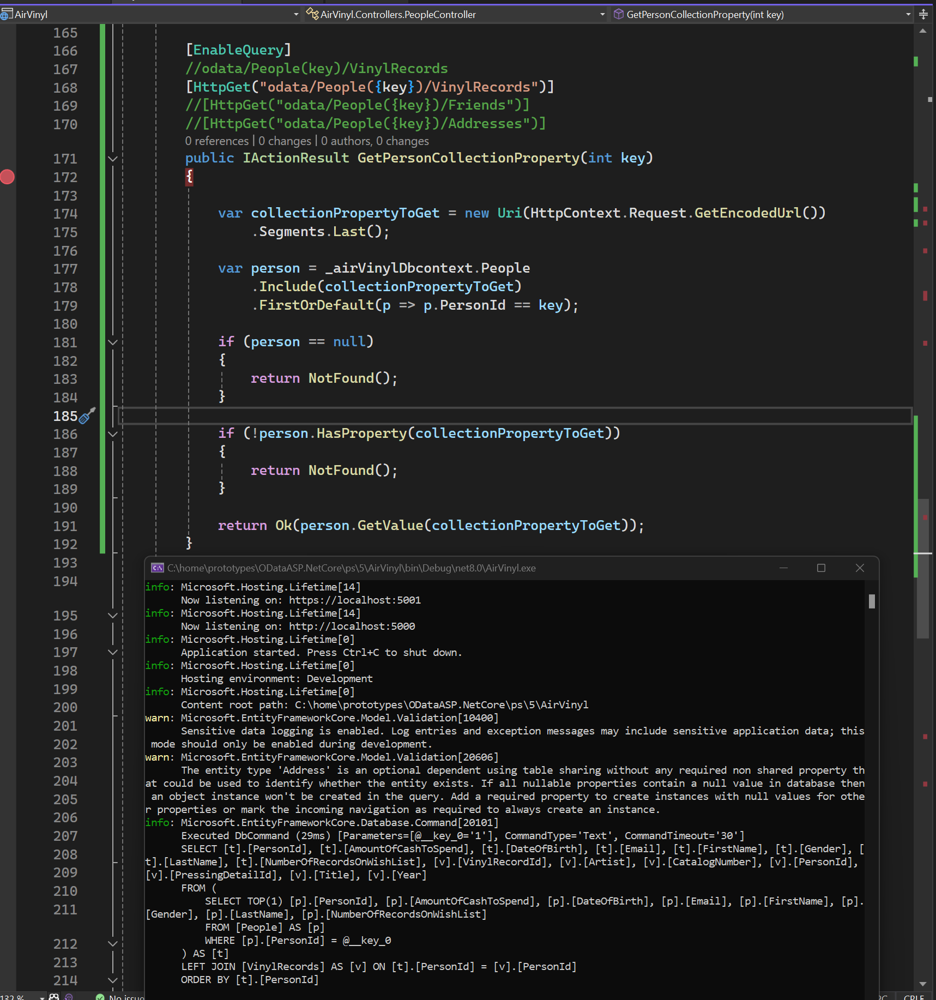 AirVinyl
AirVinyl.Controllers.PeopleController
GetPersonCollectionProperty(int key)
165
166 [EnableQuery]
167 //odata/People(key)/VinylRecords
168 [HttpGet("odata/People({key})/VinylRecords")]
169 //[HttpGet("odata/People({key})/Friends")]
170 //[HttpGet("odata/People({key})/Addresses")]
0 references | 0 changes | 0 authors, 0 changes
171 public IActionResult GetPersonCollectionProperty(int key)
172 {
173
174 var collectionPropertyToGet = new Uri(HttpContext.Request.GetEncodedUrl())
175 .Segments.Last();
176
177 var person = _airVinylDbcontext.People
178 .Include(collectionPropertyToGet)
179 .FirstOrDefault(p => p.PersonId == key);
180
181 if (person == null)
182 {
183 return NotFound();
184 }
185
186 if (!person.HasProperty(collectionPropertyToGet))
187 {
188 return NotFound();
189 }
190
191 return Ok(person.GetValue(collectionPropertyToGet));
192 }
193
194
195
196
197
198
199
200
201
202
203
204
205
206
207
208
209
210
211
212
213
214
C:\home\prototypes\ODataASP.NetCore\ps\5\AirVinyl\bin\Debug\net8.0\AirVinyl.exe
info: Microsoft.Hosting.Lifetime[14]
Now listening on: https://localhost:5001
info: Microsoft.Hosting.Lifetime[14]
Now listening on: http://localhost:5000
info: Microsoft.Hosting.Lifetime[0]
Application started. Press Ctrl+C to shut down.
info: Microsoft.Hosting.Lifetime[0]
Hosting environment: Development
info: Microsoft.Hosting.Lifetime[0]
Content root path: C:\home\prototypes\ODataASP.NetCore\ps\5\AirVinyl
warn: Microsoft.EntityFrameworkCore.Model.Validation[10400]
Sensitive data logging is enabled. Log entries and exception messages may include sensitive application data; this
mode should only be enabled during development.
warn: Microsoft.EntityFrameworkCore.Model.Validation[20606]
The entity type 'Address' is an optional dependent using table sharing without any required non shared property th
at could be used to identify whether the entity exists. If all nullable properties contain a null value in database then
an object instance won't be created in the query. Add a required property to create instances with null values for othe
r properties or mark the incoming navigation as required to always create an instance.
info: Microsoft.EntityFrameworkCore.Database.Command[20101]
Executed DbCommand (29ms) [Parameters=[@__key_0='1'], CommandType='Text', CommandTimeout='30']
SELECT [t].[PersonId], [t].[AmountOfCashToSpend], [t].[DateOfBirth], [t].[Email], [t].[FirstName], [t].[Gender], [
t].[LastName], [t].[NumberOfRecordsOnWishList], [v].[VinylRecordId], [v].[Artist], [v].[CatalogNumber], [v].[PersonId],
[v].[PressingDetailId], [v].[Title], [v].[Year]
FROM (
SELECT TOP(1) [p].[PersonId], [p].[AmountOfCashToSpend], [p].[DateOfBirth], [p].[Email], [p].[FirstName], [p].
[Gender], [p].[LastName], [p].[NumberOfRecordsOnWishList]
FROM [People] AS [p]
WHERE [p].[PersonId] = @__key_0
) AS [t]
LEFT JOIN [VinylRecords] AS [v] ON [t].[PersonId] = [v].[PersonId]
ORDER BY [t].[PersonId]
132 %
No issue
CRLF